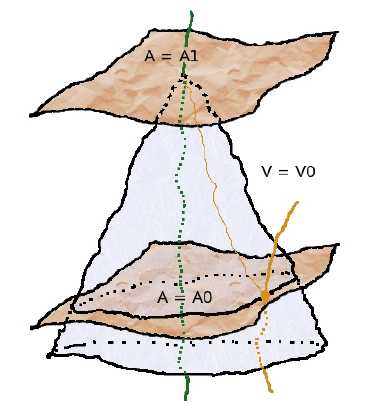 A = A1
V = V0
A = A0